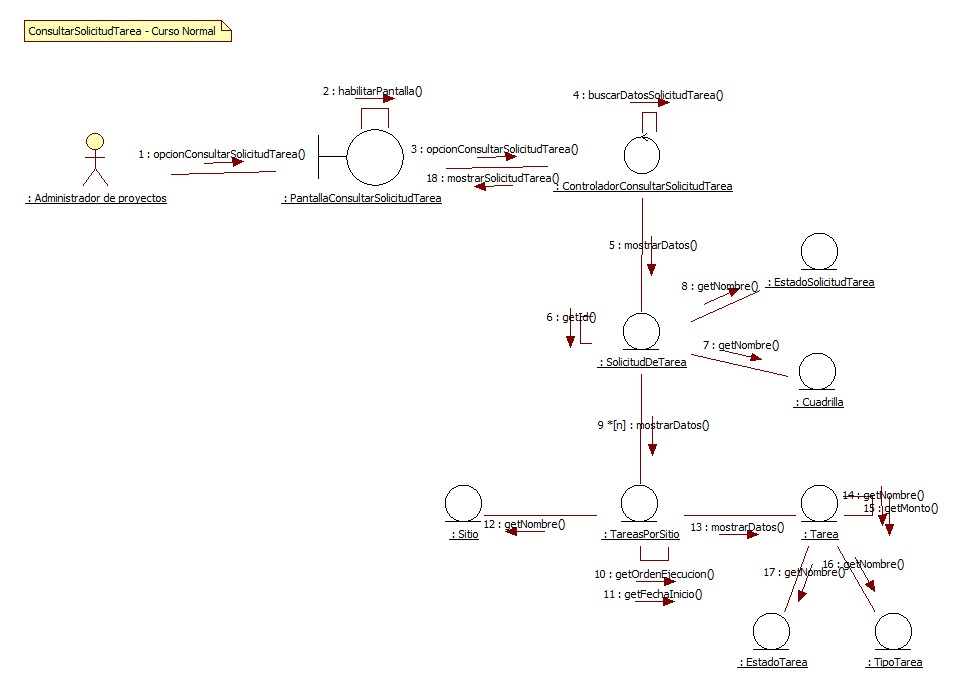 ConsultarSolicitudTarea - Curso Normal
2 : habilitarPantalla()
4 : buscarDatosSolicitudTarea()
1 : opcionConsultarSolicitudTarea()
3 : opcionConsultarSolicitudTarea()
18 : mostrarSolicitudTarea()
: Administrador de proyectos
: PantallaConsultarSolicitudTarea
: ControladorConsultarSolicitudTarea
5 : mostrarDatos()
8 : getNombre()
: EstadoSolicitudTarea
6 : getId()
7 : getNombre()
: SolicitudDeTarea
: Cuadrilla
9 *[n] : mostrarDatos()
14 : getNombre()
15 : getMonto()
12 : getNombre()
13 : mostrarDatos()
: Sitio
: TareasPorSitio
: Tarea
16 : getNombre()
17 : getNombre()
10 : getOrdenEjecucion()
11 : getFechaInicio()
: EstadoTarea
: TipoTarea